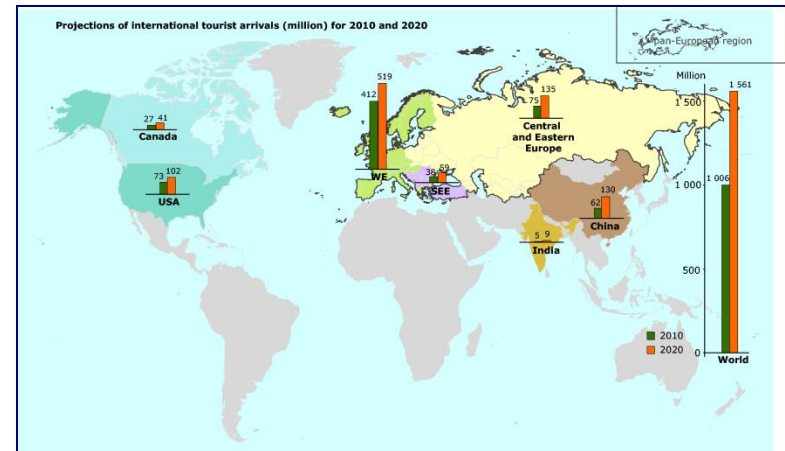 Projections of international tourist arrivals (million) for 2010 and 2020
pan-European region
Million
1 561
519
412
1 500
135
75
Central
and Eastern
Europe
27 41
Canada
73 102
USA
WE
38 59
SEE
1 006
1 000
130
62
China
5 9
India
500
2010
2020
0
World